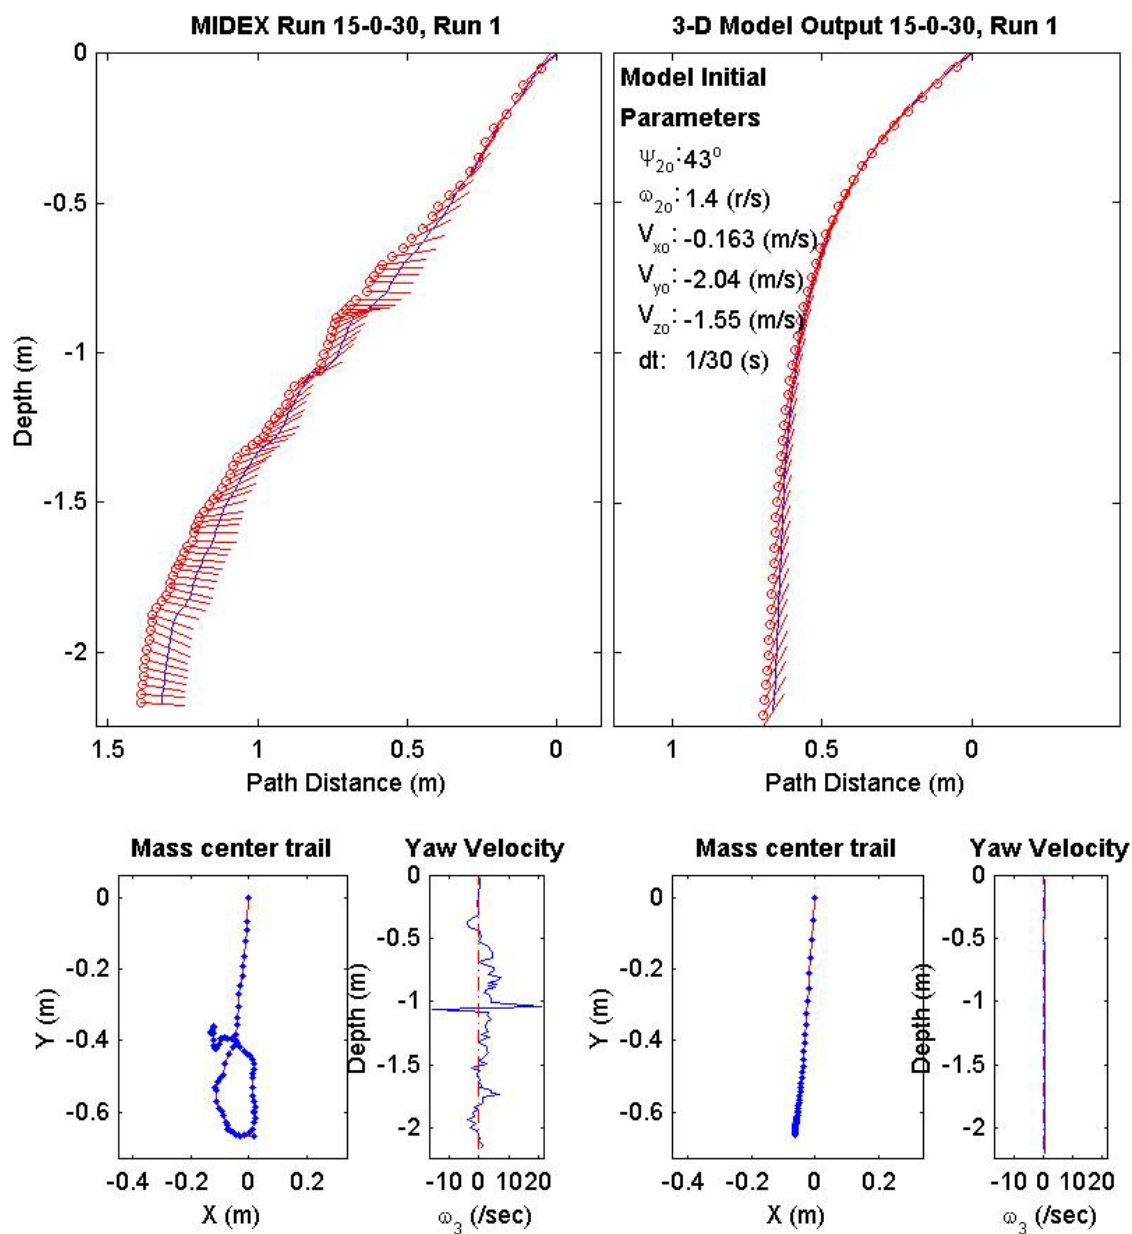 MIDEX Run 15-0-30, Run 1
3-D Model Output 15-0-30, Run 1
0
-0.5
-1
-1.5
-2
Depth (m)
1.5 1 0.5 0
Path Distance (m)
Model Initial
Parameters
Ψ2o: 43o
ω2o: 1.4 (r/s)
Vxo: -0.163 (m/s)
Vyo: -2.04 (m/s)
Vzo: -1.55 (m/s)
dt: 1/30 (s)
1 0.5 0
Path Distance (m)
Mass center trail
0
-0.2
-0.4
-0.6
Y (m)
-0.4 -0.2 0 0.2
X (m)
Yaw Velocity
0
-0.5
-1
-1.5
-2
Depth (m)
-10 0 1020
ω3 (/sec)
Mass center trail
0
-0.2
-0.4
-0.6
Y (m)
-0.4 -0.2 0 0.2
X (m)
Yaw Velocity
0
-0.5
-1
-1.5
-2
Depth (m)
-10 0 1020
ω3 (/sec)